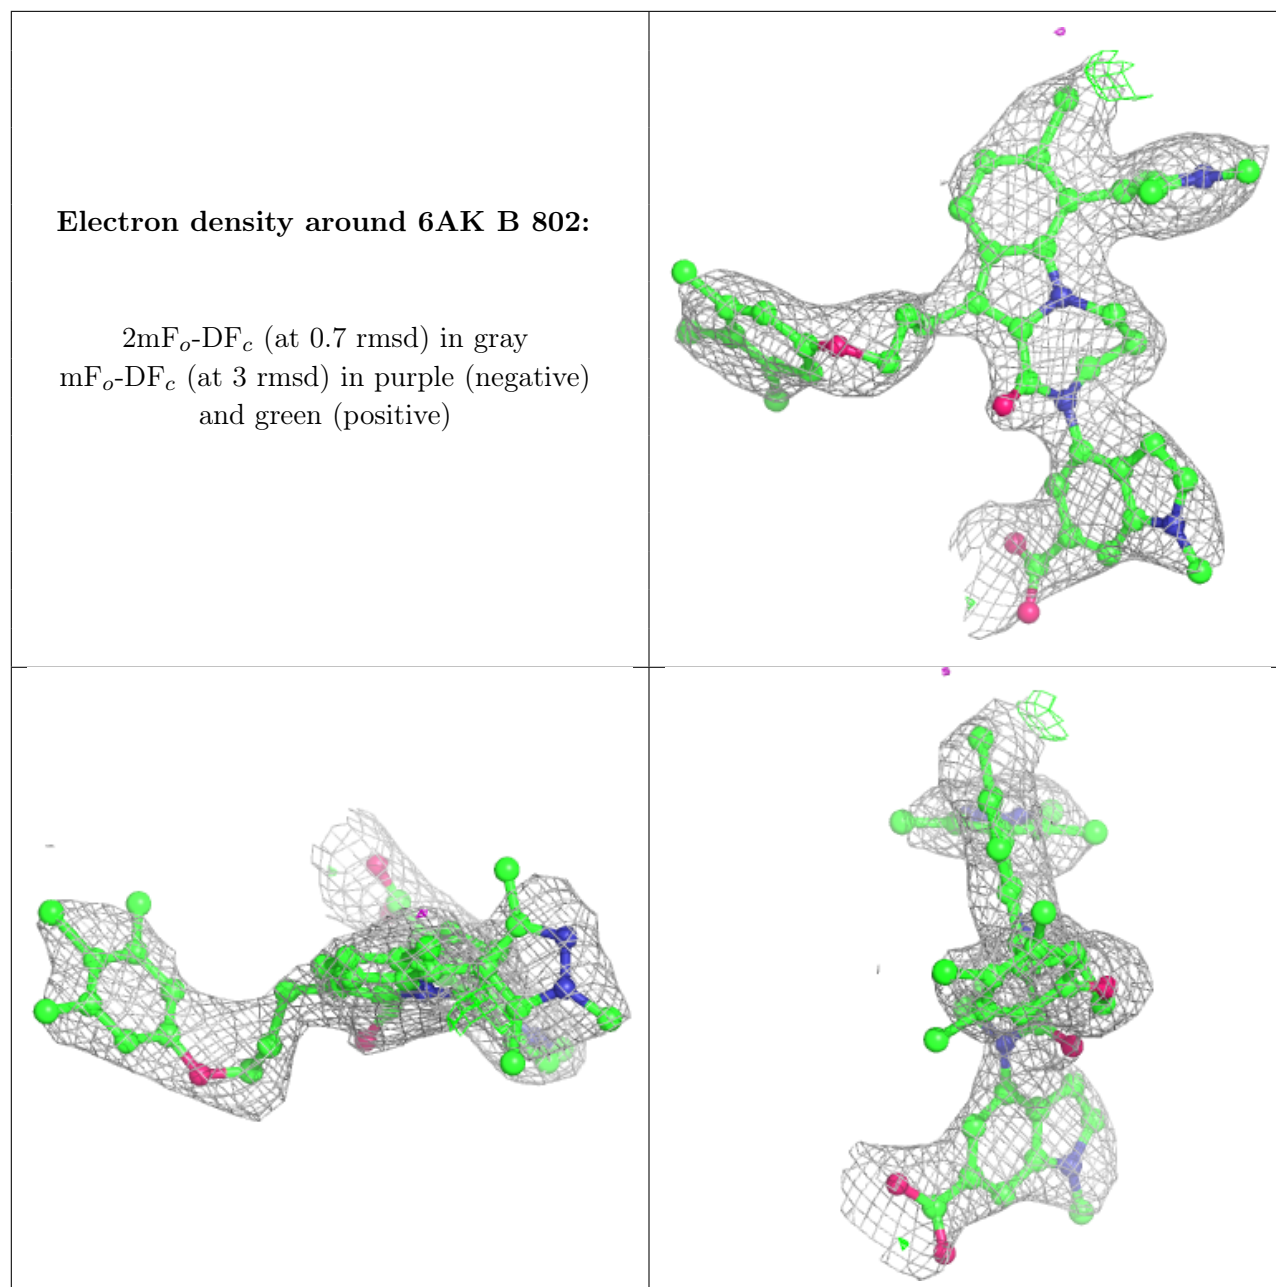 Electron density around 6AK B 802:
2mFo-DFc (at 0.7 rmsd) in gray
mFo-DFc (at 3 rmsd) in purple (negative)
and green (positive)